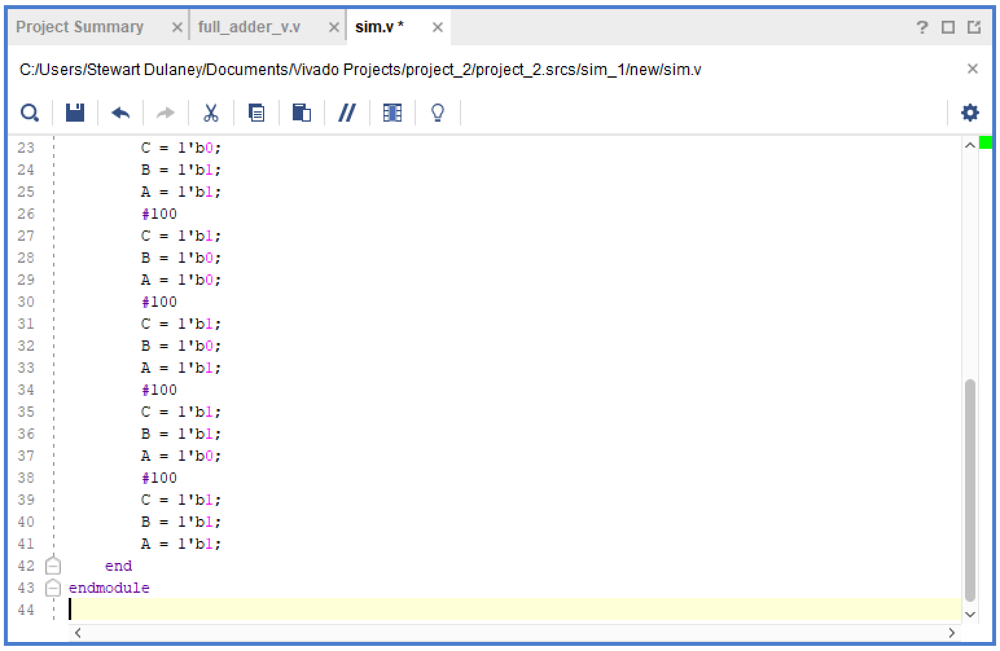 Project Summary × full_adder_v.v × sim.v * ×
?
C:/Users/Stewart Dulaney/Documents/Vivado Projects/project_2/project_2.srcs/sim_1/new/sim.v ×
//
23 C = 1'b0;
24 B = 1'b1;
25 A = 1'b1;
26 #100
27 C = 1'b1;
28 B = 1'b0;
29 A = 1'b0;
30 #100
31 C = 1'b1;
32 B = 1'b0;
33 A = 1'b1;
34 #100
35 C = 1'b1;
36 B = 1'b1;
37 A = 1'b0;
38 #100
39 C = 1'b1;
40 B = 1'b1;
41 A = 1'b1;
42 end
43 endmodule
44